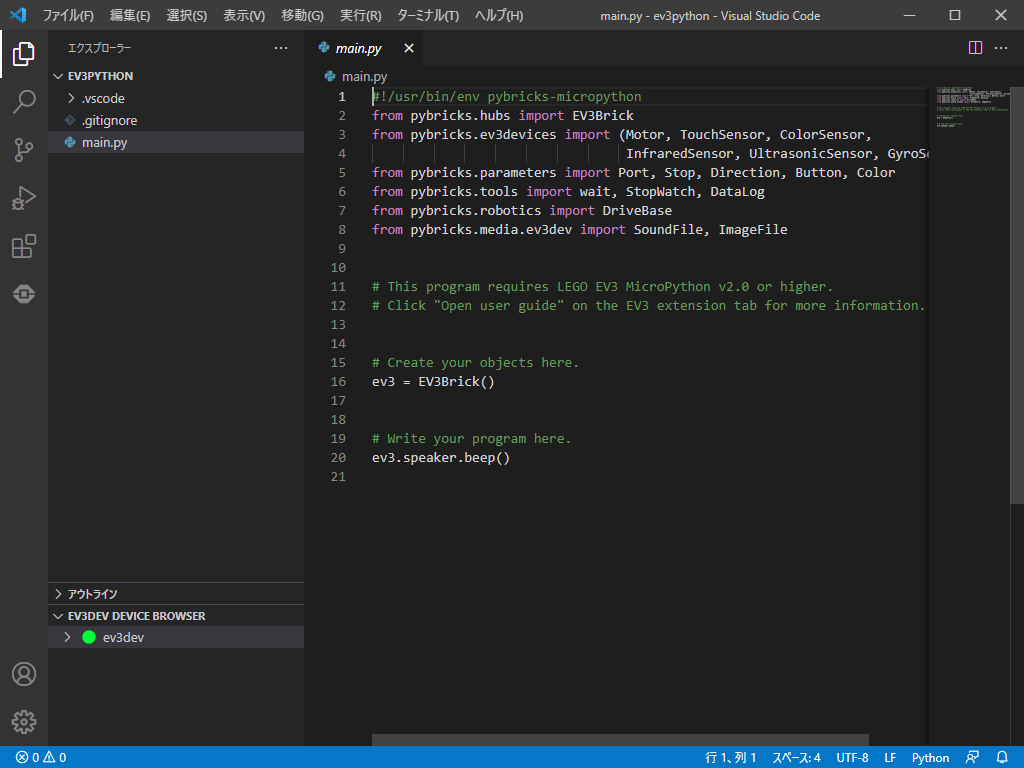 ファイル(F) 編集(E) 選択(S) 表示(V) 移動(G) 実行(R) ターミナル(T) ヘルプ(H) main.py - ev3python - Visual Studio Code
エクスプローラー
EV3PYTHON
.vscode
.gitignore
main.py
アウトライン
EV3DEV DEVICE BROWSER
ev3dev
main.py
main.py
1 #!/usr/bin/env pybricks-micropython
2 from pybricks.hubs import EV3Brick
3 from pybricks.ev3devices import (Motor, TouchSensor, ColorSensor,
4 InfraredSensor, UltrasonicSensor, GyroSe
5 from pybricks.parameters import Port, Stop, Direction, Button, Color
6 from pybricks.tools import wait, StopWatch, DataLog
7 from pybricks.robotics import DriveBase
8 from pybricks.media.ev3dev import SoundFile, ImageFile
9
10
11 # This program requires LEGO EV3 MicroPython v2.0 or higher.
12 # Click "Open user guide" on the EV3 extension tab for more information.
13
14
15 # Create your objects here.
16 ev3 = EV3Brick()
17
18
19 # Write your program here.
20 ev3.speaker.beep()
21
0 0 行 1、列 1 スペース: 4 UTF-8 LF Python